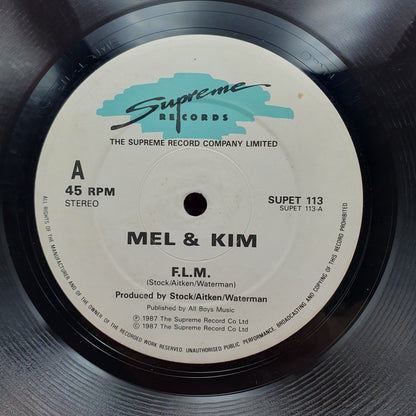 Supreme
RECORDS
THE SUPREME RECORD COMPANY LIMITED
A
45 RPM
STEREO
SUPET 113
SUPET 113-A
MEL & KIM
F.L.M.
(Stock/Aitken/Waterman)
Produced by Stock/Aitken/Waterman
Published by All Boys Music
℗ 1987 The Supreme Record Co Ltd
© 1987 The Supreme Record Co Ltd
ALL RIGHTS OF THE MANUFACTURER AND OF THE OWNER OF THE RECORDED WORK RESERVED UNAUTHORISED PUBLIC PERFORMANCE, BROADCASTING AND COPYING OF THIS RECORD PROHIBITED